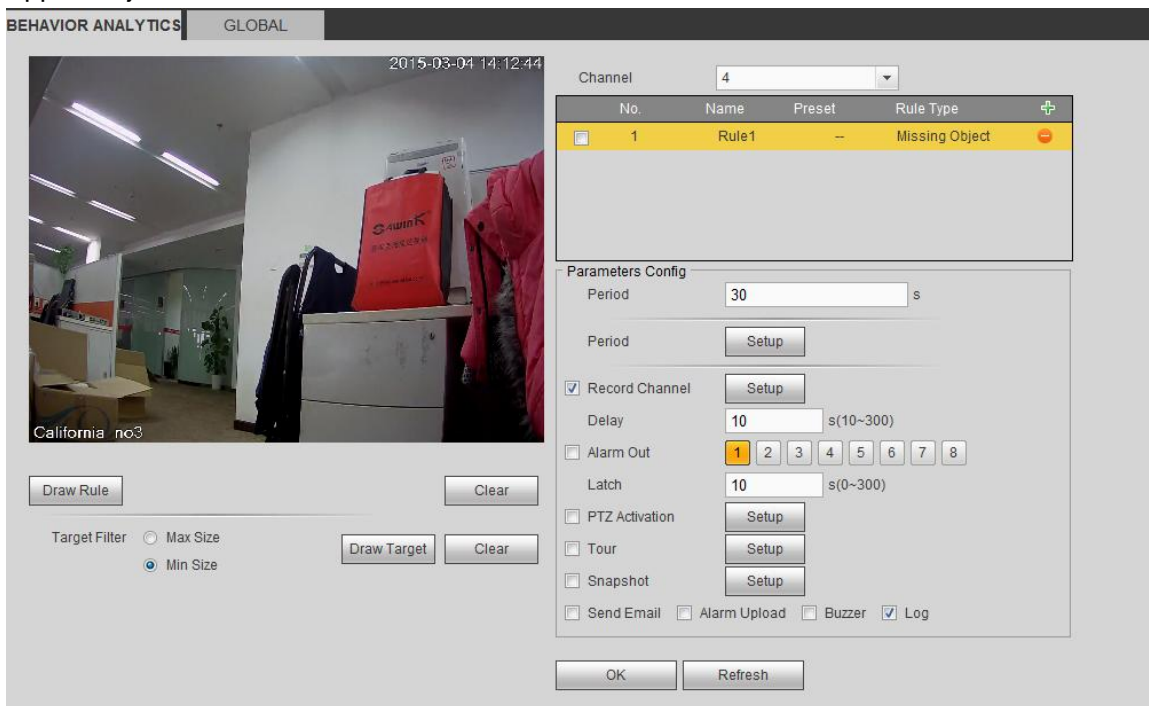 BEHAVIOR ANALYTICS GLOBAL
2015-03-04 14:12:44
SAWINK
California no3
Draw Rule Clear
Target Filter Max Size
Min Size
Draw Target Clear
Channel 4
No. Name Preset Rule Type
1 Rule1 -- Missing Object
Parameters Config
Period 30 s
Period Setup
Record Channel Setup
Delay 10 s(10~300)
Alarm Out 1 2 3 4 5 6 7 8
Latch 10 s(0~300)
PTZ Activation Setup
Tour Setup
Snapshot Setup
Send Email Alarm Upload Buzzer Log
OK Refresh